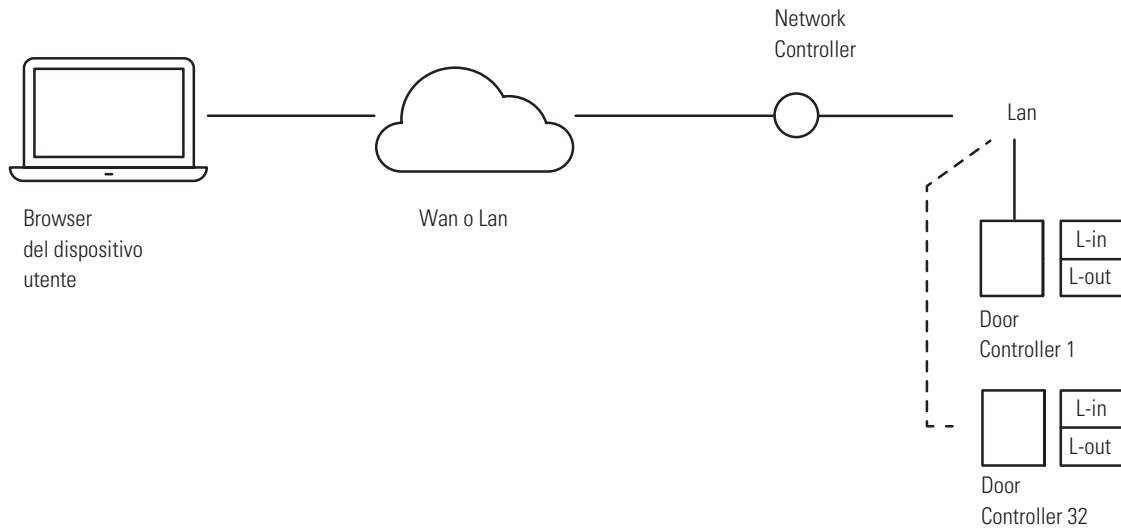 Network
Controller
Lan
Browser
del dispositivo
utente
Wan o Lan
L-in
L-out
Door
Controller 1
L-in
L-out
Door
Controller 32